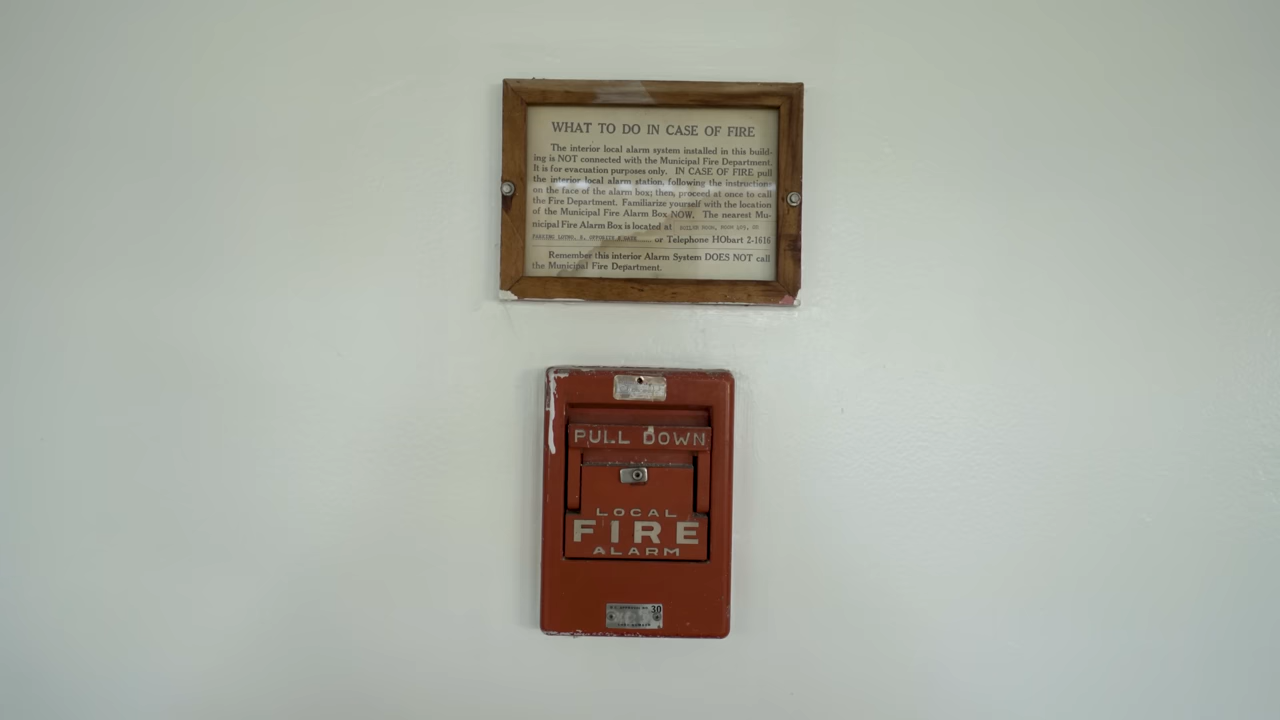 WHAT TO DO IN CASE OF FIRE
The interior local alarm system installed in this build-
ing is NOT connected with the Municipal Fire Department.
It is for evacuation purposes only. IN CASE OF FIRE pull
the interior local alarm station, following the instructions
on the face of the alarm box; then, proceed at once to call
the Fire Department. Familiarize yourself with the location
of the Municipal Fire Alarm Box NOW. The nearest Mu-
nicipal Fire Alarm Box is located at
or Telephone HObart 2-1616
Remember this interior Alarm System DOES NOT call
the Municipal Fire Department.
PULL DOWN
LOCAL
FIRE
ALARM
30